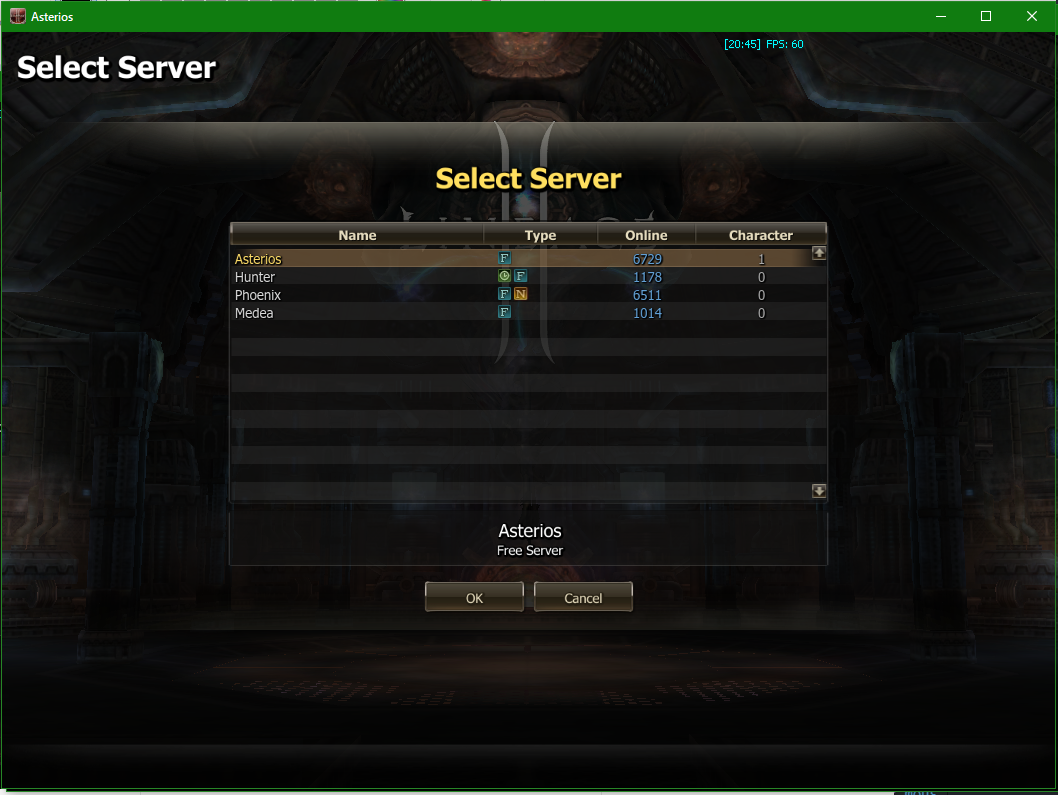 Asterios
[20:45] FPS: 60
Select Server
Select Server
Name Type Online Character
Asterios F 6729 1
Hunter F 1178 0
Phoenix F N 6511 0
Medea F 1014 0
Asterios
Free Server
OK Cancel